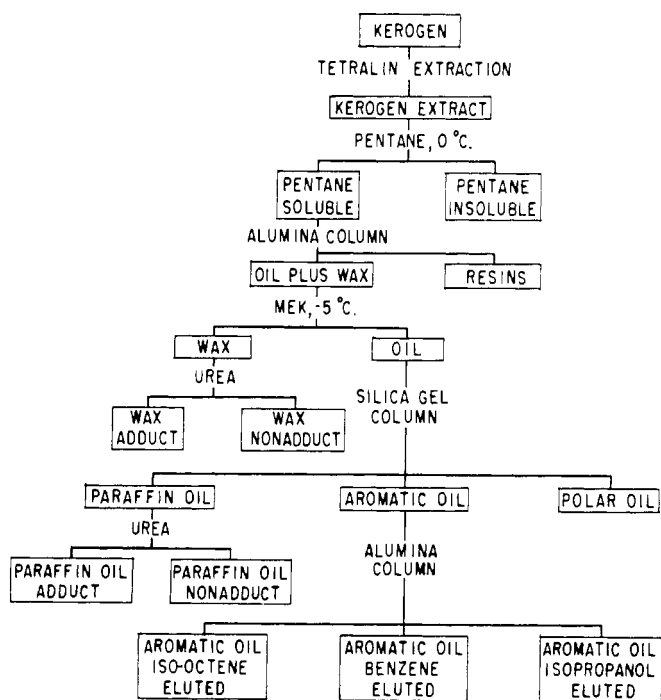 KEROGEN
TETRALIN EXTRACTION
KEROGEN EXTRACT
PENTANE, 0 °C.
PENTANE
SOLUBLE
PENTANE
INSOLUBLE
ALUMINA COLUMN
OIL PLUS WAX
RESINS
MEK, -5 °C.
WAX
OIL
UREA
SILICA GEL
COLUMN
WAX
ADDUCT
WAX
NONADDUCT
PARAFFIN OIL
AROMATIC OIL
POLAR OIL
UREA
ALUMINA
COLUMN
PARAFFIN OIL
ADDUCT
PARAFFIN OIL
NONADDUCT
AROMATIC OIL
ISO-OCTENE
ELUTED
AROMATIC OIL
BENZENE
ELUTED
AROMATIC OIL
ISOPROPANOL
ELUTED